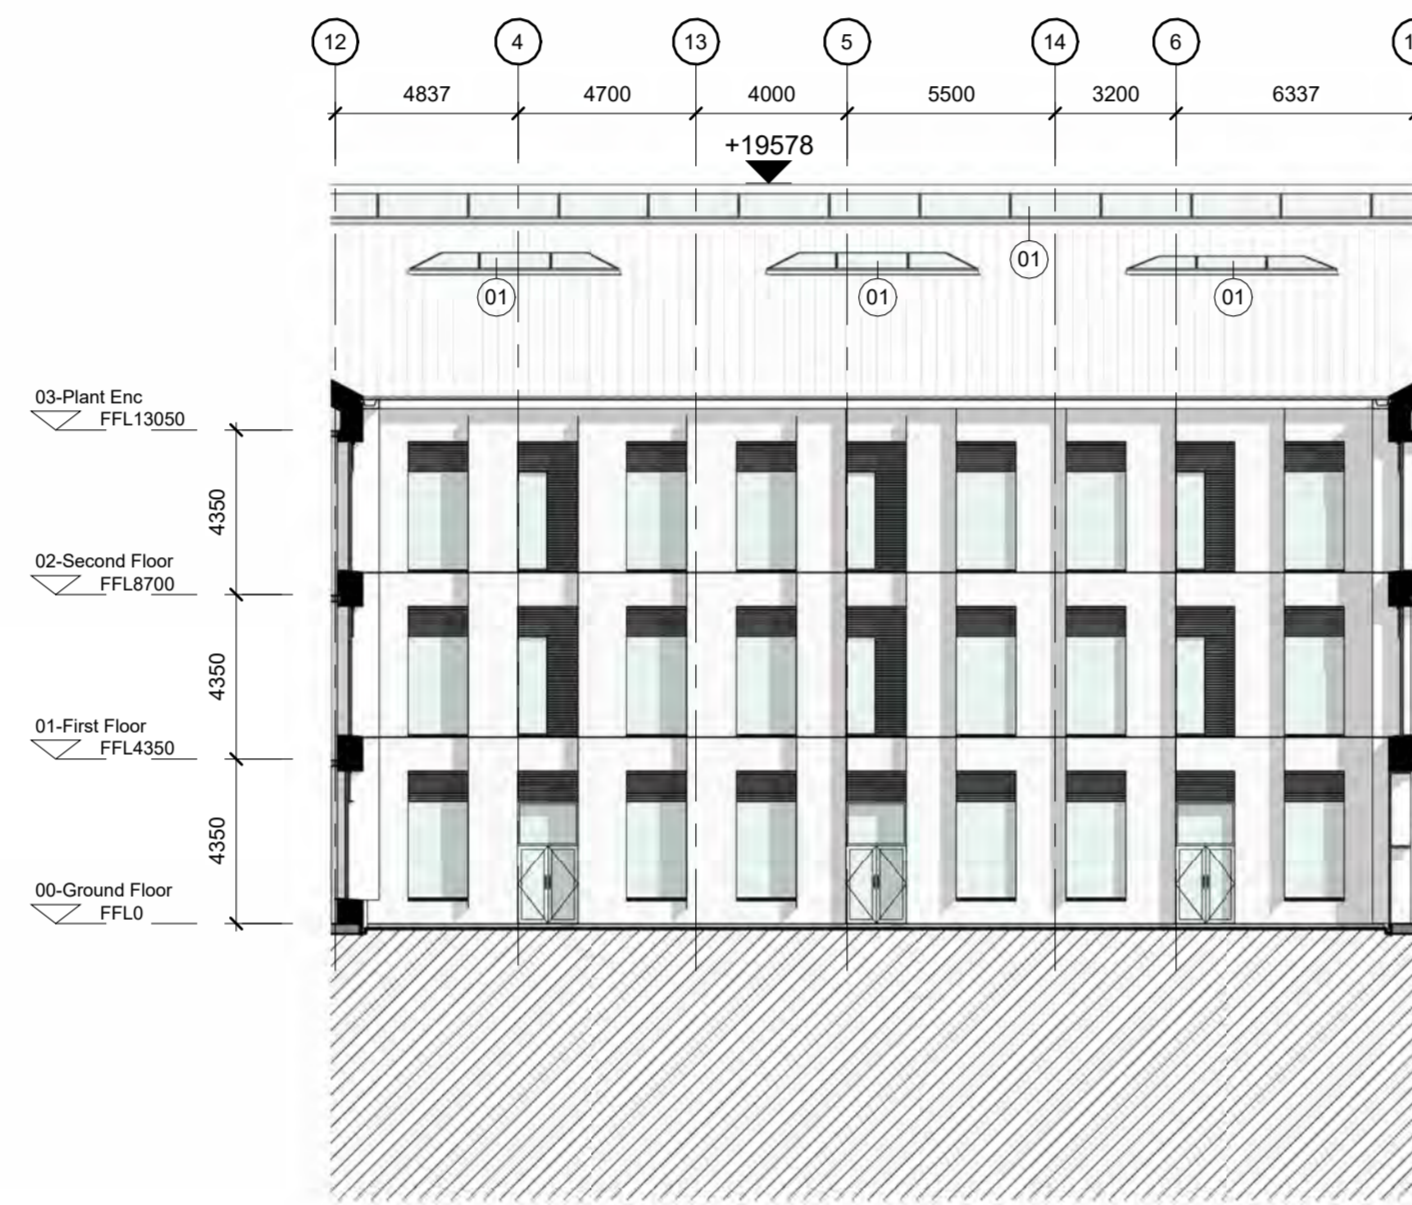 12 4 13 5 14 6 1
4837 4700 4000 5500 3200 6337
+19578
01
01 01 01
03-Plant Enc
FFL13050
4350
02-Second Floor
FFL8700
4350
01-First Floor
FFL4350
4350
00-Ground Floor
FFL0